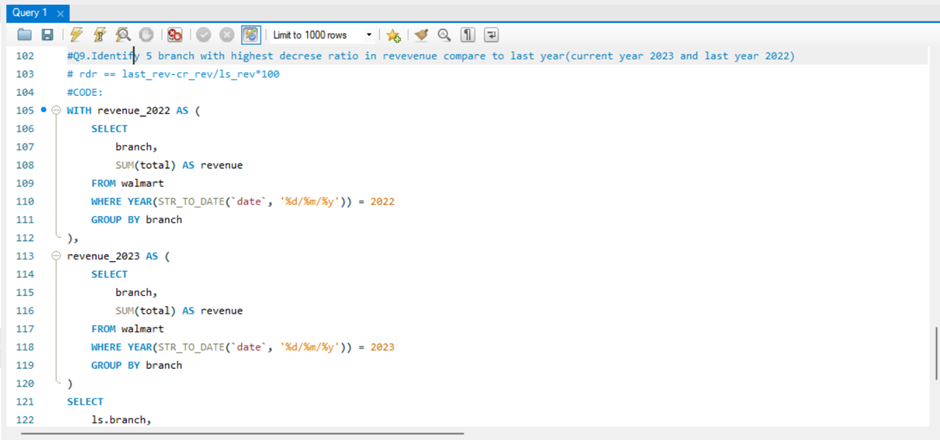 Query 1
Limit to 1000 rows
102 #Q9.Identify 5 branch with highest decrese ratio in revevenue compare to last year(current year 2023 and last year 2022)
103 # rdr == last_rev-cr_rev/ls_rev*100
104 #CODE:
105 WITH revenue_2022 AS (
106 SELECT
107 branch,
108 SUM(total) AS revenue
109 FROM walmart
110 WHERE YEAR(STR_TO_DATE(`date`, '%d/%m/%y')) = 2022
111 GROUP BY branch
112 ),
113 revenue_2023 AS (
114 SELECT
115 branch,
116 SUM(total) AS revenue
117 FROM walmart
118 WHERE YEAR(STR_TO_DATE(`date`, '%d/%m/%y')) = 2023
119 GROUP BY branch
120 )
121 SELECT
122 ls.branch,